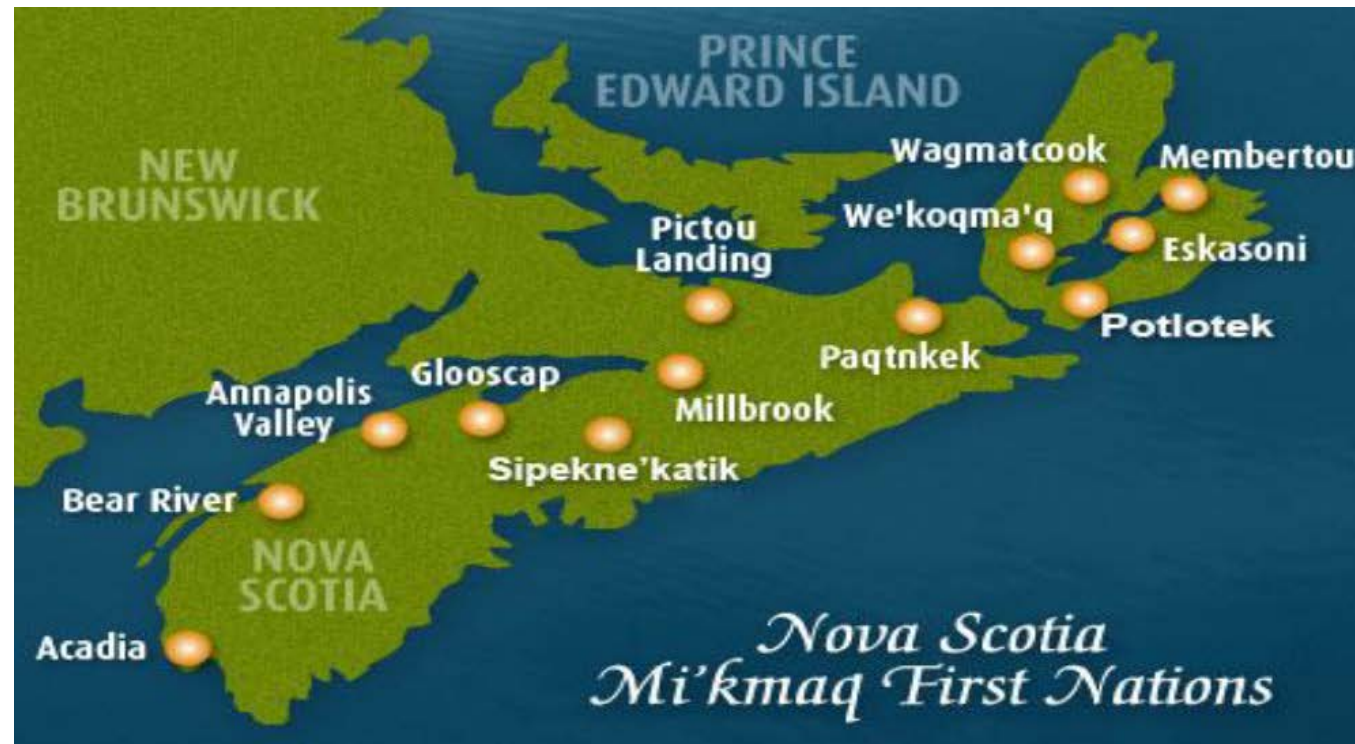 PRINCE
EDWARD ISLAND
NEW
BRUNSWICK
Wagmatcook
Membertou
We'koqma'q
Eskasoni
Pictou
Landing
Potlotek
Paqtnkek
Glooscap
Annapolis
Valley
Millbrook
Sipekne’katik
Bear River
NOVA
SCOTIA
Acadia
Nova Scotia
Mi’kmaq First Nations